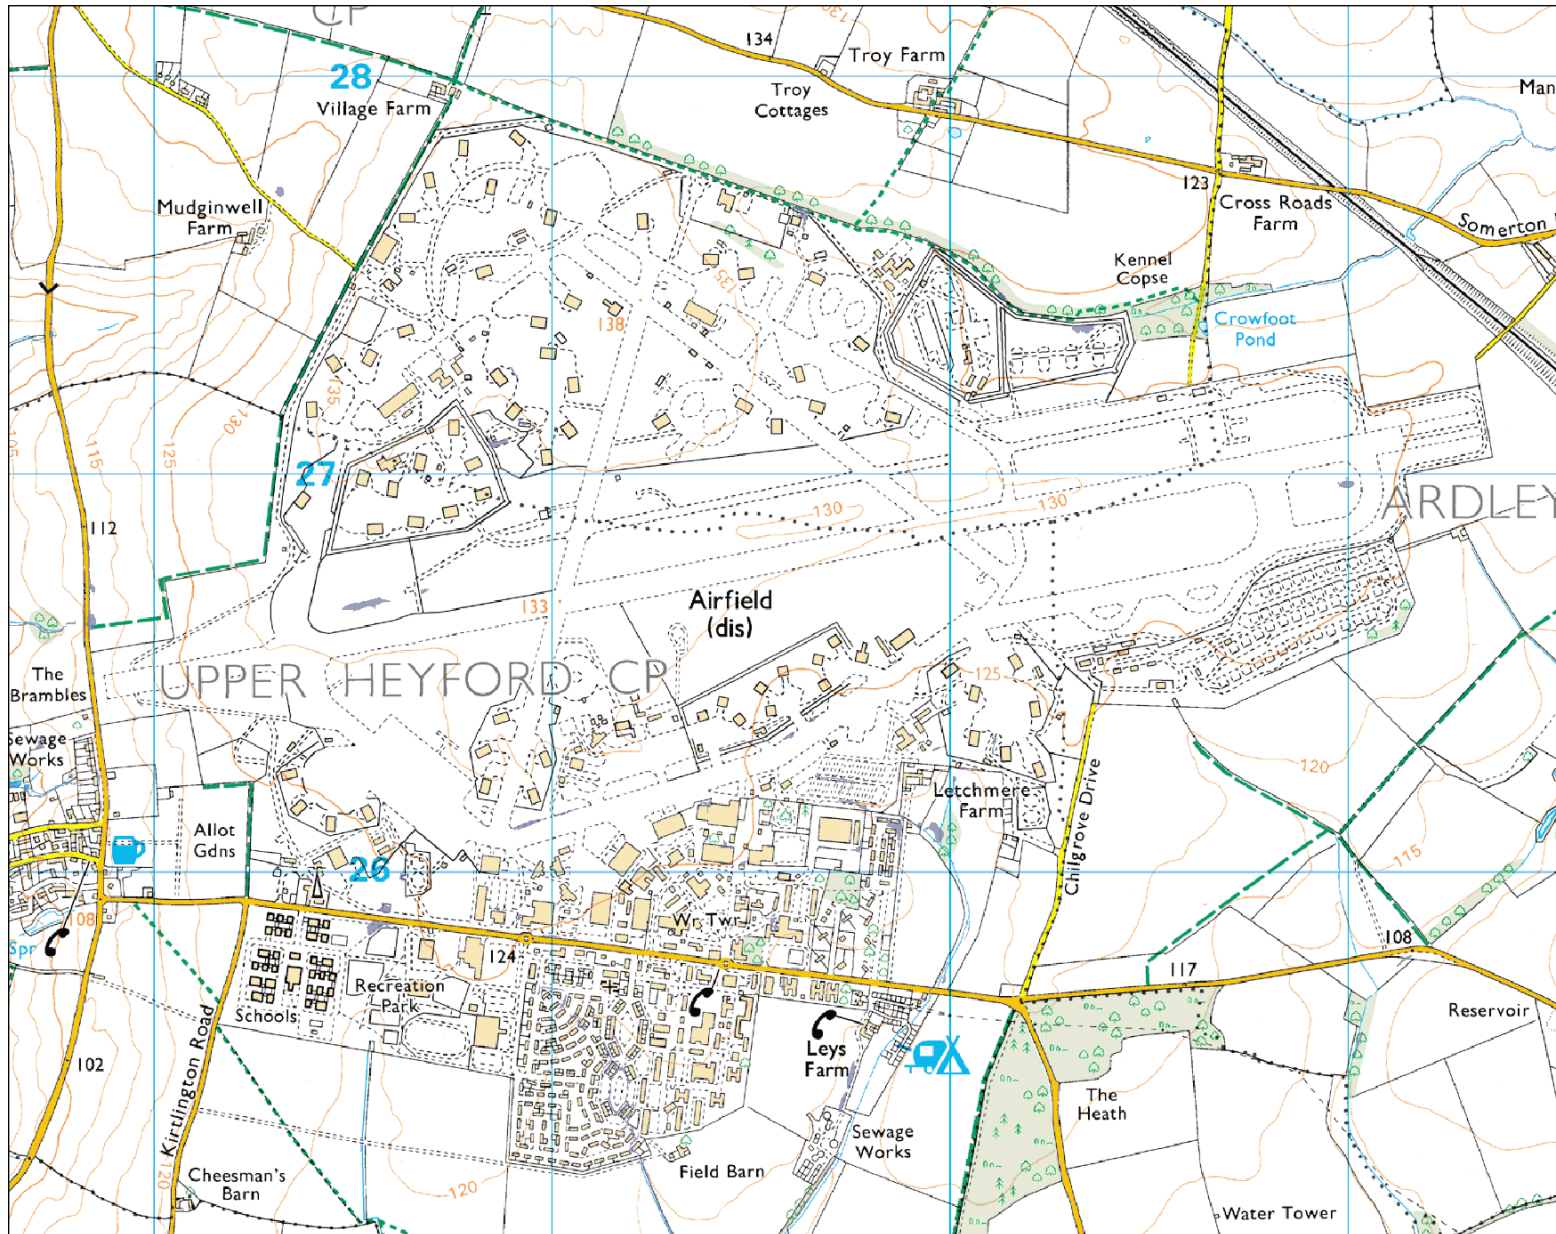 CP
134
Troy Farm
28
Village Farm
Troy
Cottages
Man
130
123
Cross Roads
Farm
Somerton
Mudginwell
Farm
Kennel
Copse
135
138
Crowfoot
Pond
135
130
105
115
125
27
112
130
130
ARDLEY
133
Airfield
(dis)
The
Brambles
UPPER HEYFORD CP
125
Sewage
Works
120
Letchmere
Farm
Chilgrove Drive
Allot
Gdns
26
115
108
Spr
Wr Twr
124
108
117
Recreation
Park
Schools
Reservoir
Kirtlington Road
Leys
Farm
102
The
Heath
Sewage
Works
Field Barn
120
120
Cheesman's
Barn
Water Tower